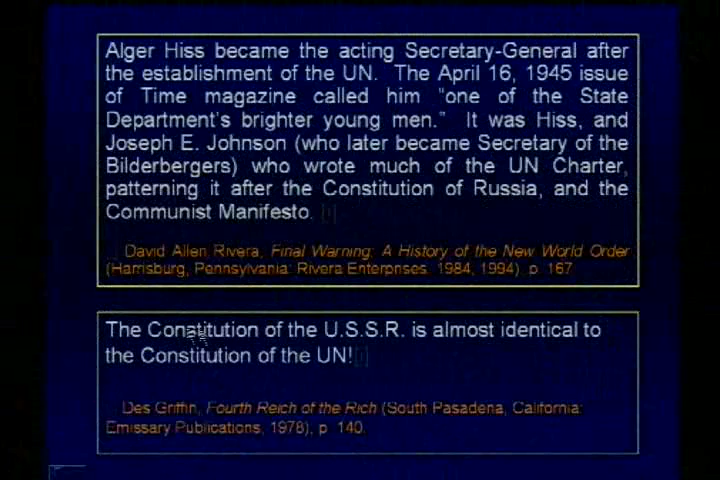 Alger Hiss became the acting Secretary-General after
the establishment of the UN. The April 16, 1945 issue
of Time magazine called him "one of the State
Department's brighter young men." It was Hiss, and
Joseph E. Johnson (who later became Secretary of the
Bilderbergers) who wrote much of the UN Charter,
patterning it after the Constitution of Russia, and the
Communist Manifesto.
David Allen Rivera, Final Warning: A History of the New World Order
(Harrisburg, Pennsylvania: Rivera Enterprises, 1984, 1994), p. 167
The Constitution of the U.S.S.R. is almost identical to
the Constitution of the UN!
Des Griffin, Fourth Reich of the Rich (South Pasadena, California:
Emissary Publications, 1978), p. 140.